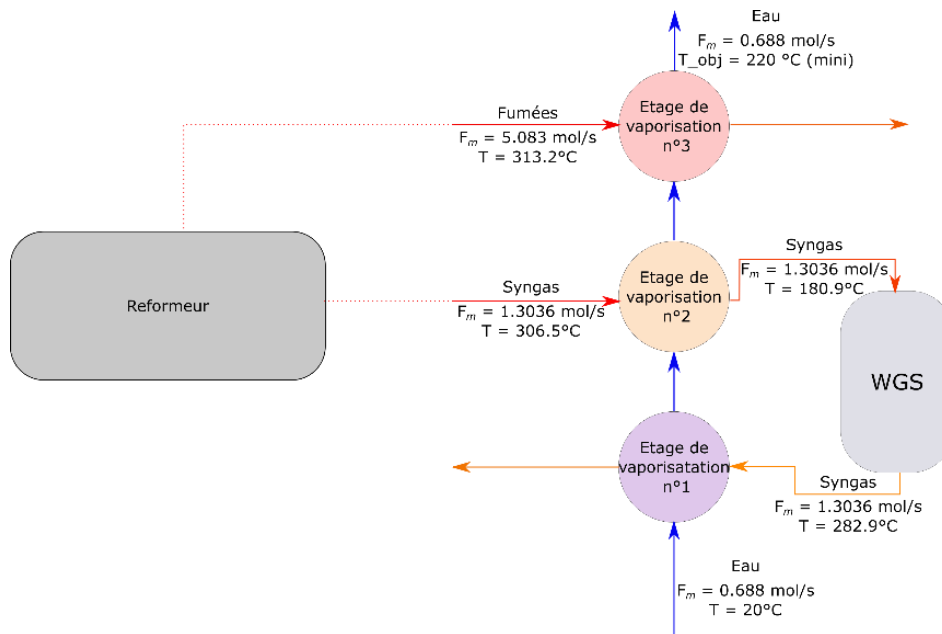 Eau
Fm = 0.688 mol/s
T_obj = 220 °C (mini)
Fumées
Fm = 5.083 mol/s
T = 313.2°C
Etage de
vaporisation
n°3
Reformeur
Syngas
Fm = 1.3036 mol/s
T = 306.5°C
Etage de
vaporisation
n°2
Syngas
Fm = 1.3036 mol/s
T = 180.9°C
WGS
Etage de
vaporisatation
n°1
Syngas
Fm = 1.3036 mol/s
T = 282.9°C
Eau
Fm = 0.688 mol/s
T = 20°C